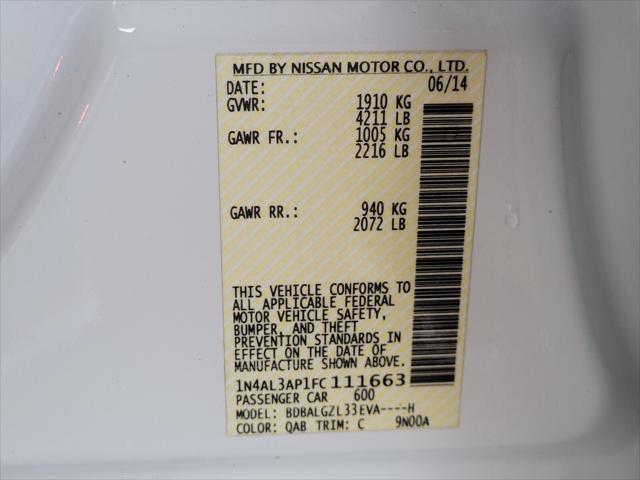 MFD BY NISSAN MOTOR CO., LTD.
DATE: 06/14
GVWR: 1910 KG
4211 LB
GAWR FR.: 1005 KG
2216 LB
GAWR RR.: 940 KG
2072 LB
THIS VEHICLE CONFORMS TO
ALL APPLICABLE FEDERAL
MOTOR VEHICLE SAFETY,
BUMPER, AND THEFT
PREVENTION STANDARDS IN
EFFECT ON THE DATE OF
MANUFACTURE SHOWN ABOVE.
1N4AL3AP1FC111663
PASSENGER CAR 600
MODEL: BDBALGZL33EVA----H
COLOR: QAB TRIM: C 9N00A